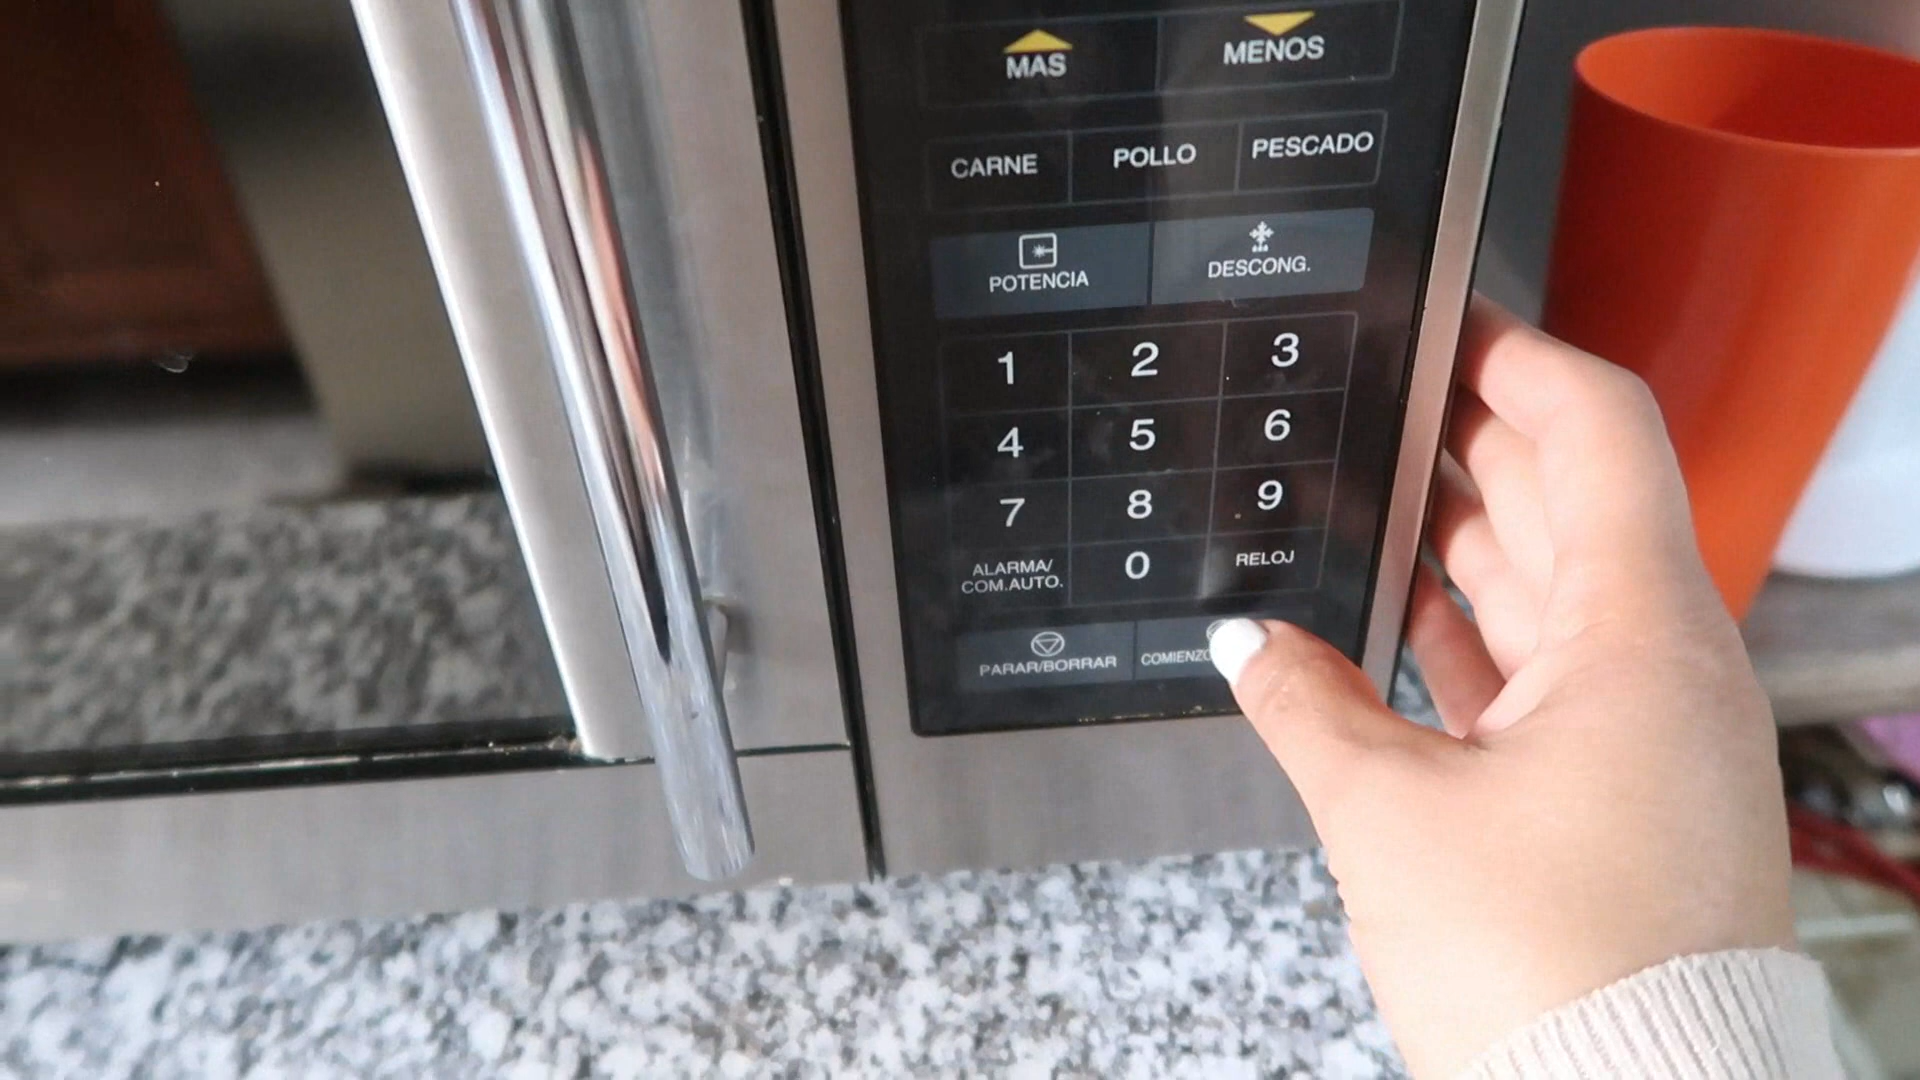 MAS MENOS
CARNE POLLO PESCADO
POTENCIA DESCONG.
1 2 3
4 5 6
7 8 9
ALARMA/
COM.AUTO. 0 RELOJ
PARAR/BORRAR COMIENZO